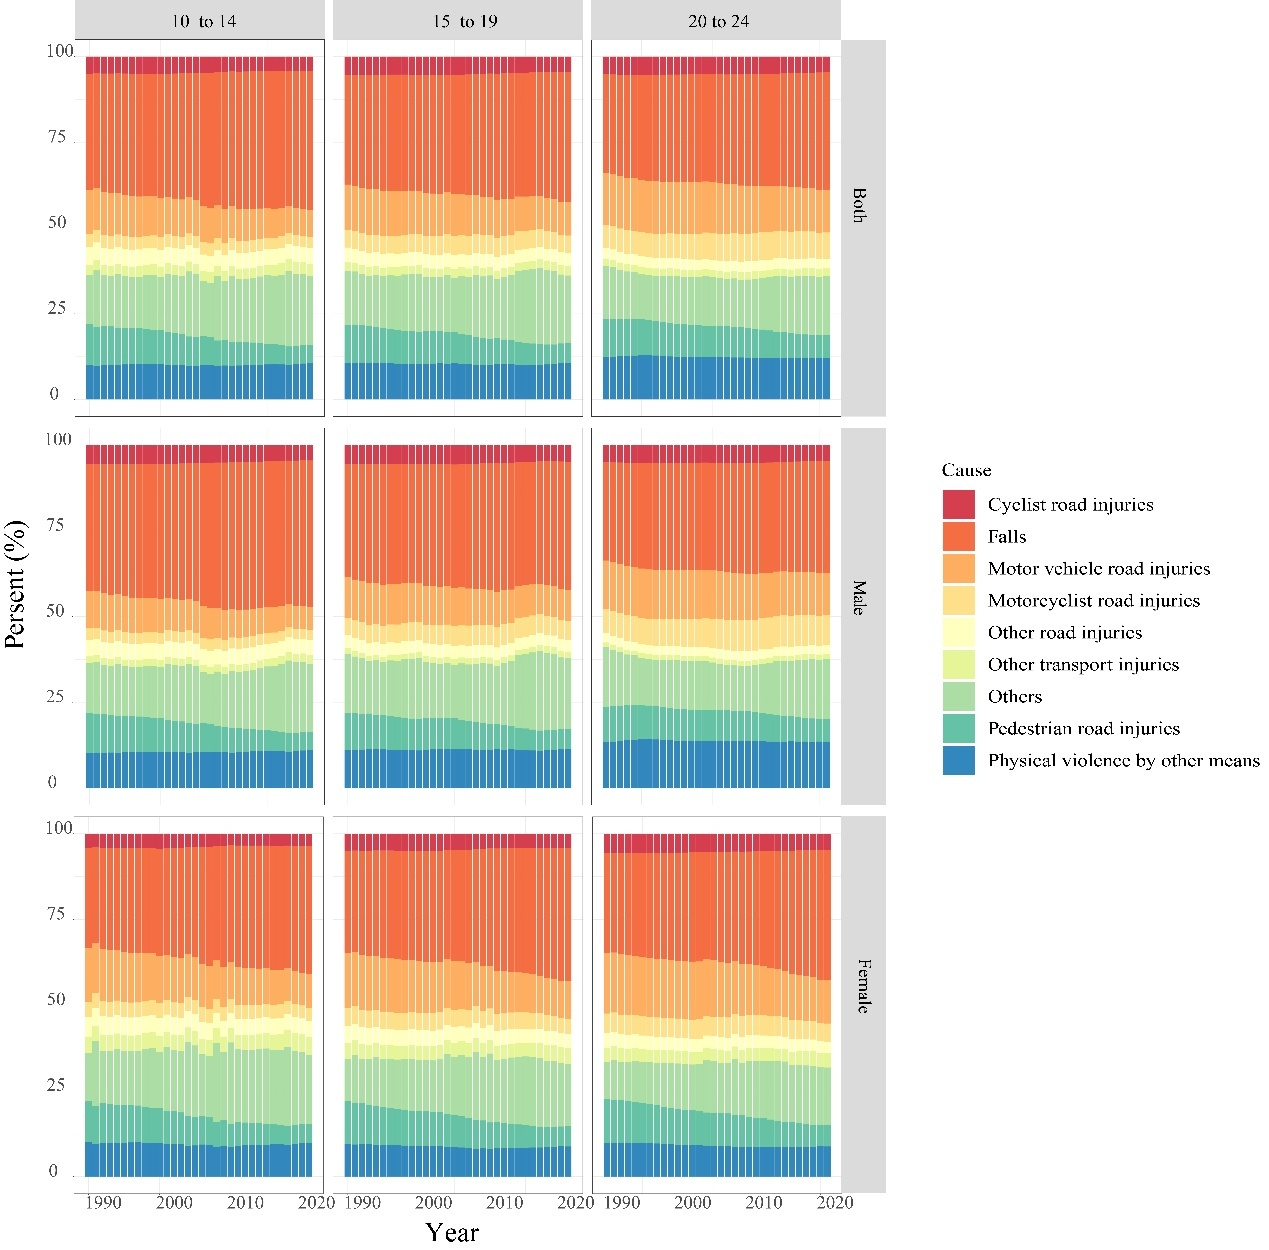 10 to 14 15 to 19 20 to 24
100
75
50
25
0
Both
100
75
50
25
0
Male
100
75
50
25
0
Female
Persent (%)
1990 2000 2010 2020 1990 2000 2010 2020 1990 2000 2010 2020
Year
Cause
Cyclist road injuries
Falls
Motor vehicle road injuries
Motorcyclist road injuries
Other road injuries
Other transport injuries
Others
Pedestrian road injuries
Physical violence by other means